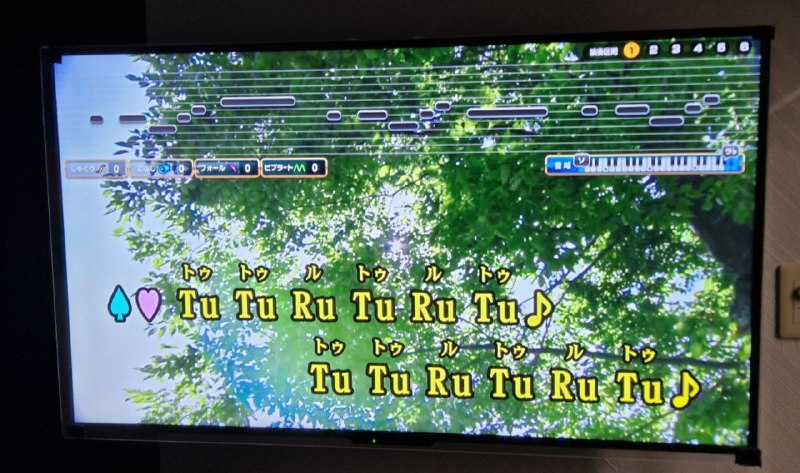 演奏区間 1 2 3 4 5 6
しゃくり 0 こぶし 0 フォール 0 ビブラート 0 音域 ソ
トゥ トゥ ル トゥ ル トゥ
♠♥Tu Tu Ru Tu Ru Tu♪
トゥ トゥ ル トゥ ル トゥ
Tu Tu Ru Tu Ru Tu♪